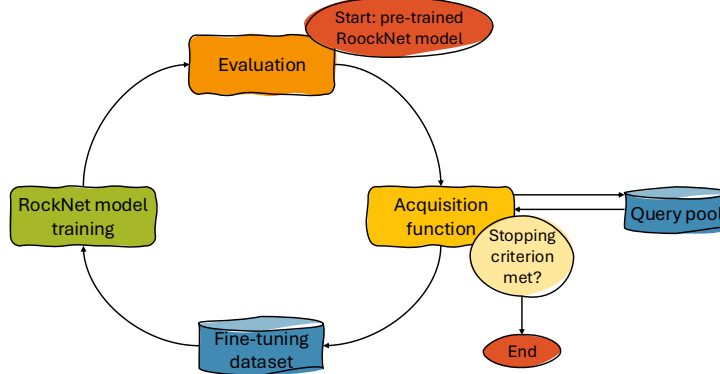 Start: pre-trained
RoockNet model
Evaluation
RockNet model
training
Acquisition
function
Query pool
Stopping
criterion
met?
Fine-tuning
dataset
End